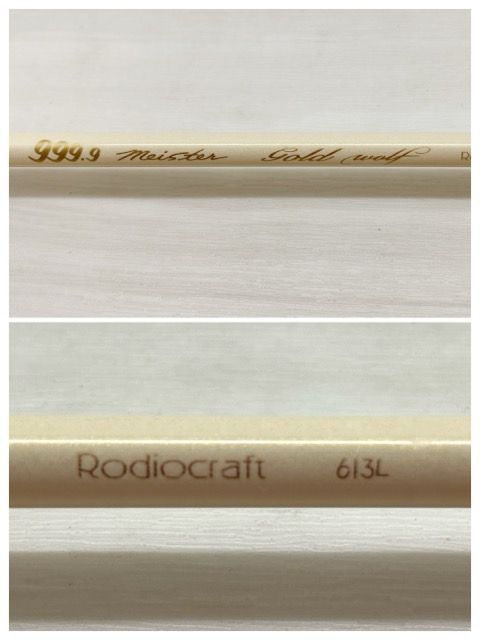 999.9 Meister Gold wolf R
Rodiocraft 613L